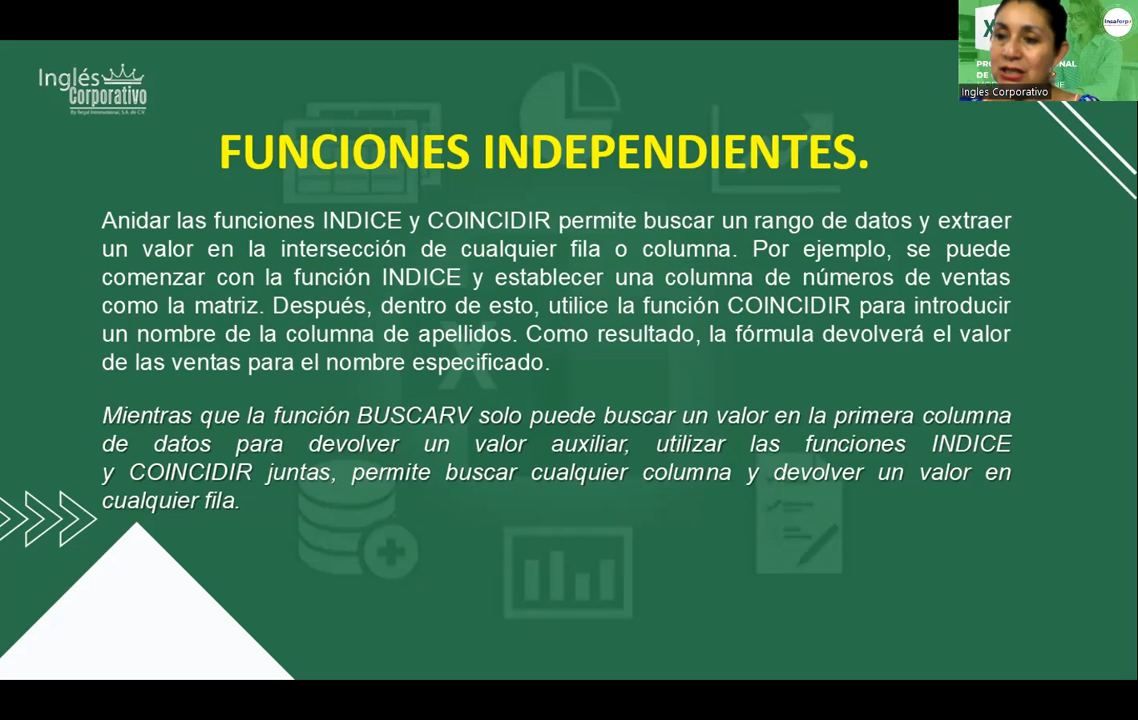 Inglés
Corporativo
By Regal International, S.A. de C.V.
FUNCIONES INDEPENDIENTES.
Anidar las funciones INDICE y COINCIDIR permite buscar un rango de datos y extraer
un valor en la intersección de cualquier fila o columna. Por ejemplo, se puede
comenzar con la función INDICE y establecer una columna de números de ventas
como la matriz. Después, dentro de esto, utilice la función COINCIDIR para introducir
un nombre de la columna de apellidos. Como resultado, la fórmula devolverá el valor
de las ventas para el nombre especificado.
Mientras que la función BUSCARV solo puede buscar un valor en la primera columna
de datos para devolver un valor auxiliar, utilizar las funciones INDICE
y COINCIDIR juntas, permite buscar cualquier columna y devolver un valor en
cualquier fila.
Ingles Corporativo